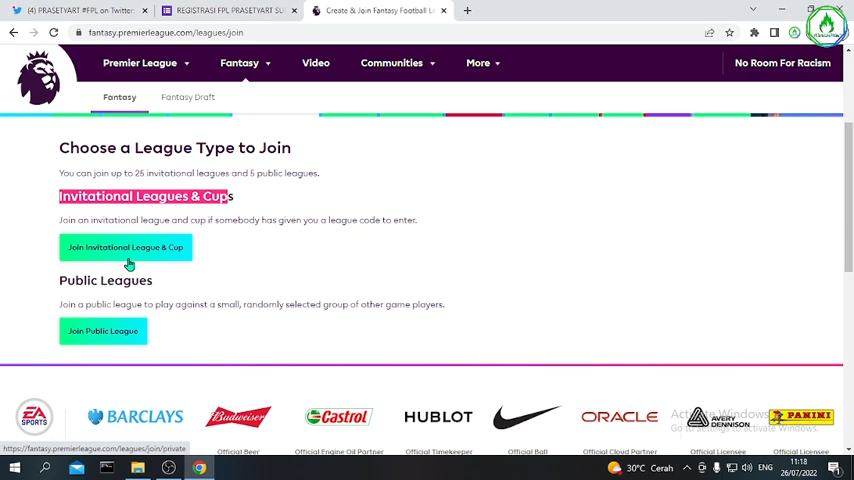 (4) PRASETYART #FPL on Twitter
REGISTRASI FPL PRASETYART SU
Create & Join Fantasy Football Le
fantasy.premierleague.com/leagues/join
Premier League
Fantasy
Video
Communities
More
No Room For Racism
Fantasy
Fantasy Draft
Choose a League Type to Join
You can join up to 25 invitational leagues and 5 public leagues.
Invitational Leagues & Cups
Join an invitational league and cup if somebody has given you a league code to enter.
Join Invitational League & Cup
Public Leagues
Join a public league to play against a small, randomly selected group of other game players.
Join Public League
EA SPORTS
BARCLAYS
Budweiser
Castrol
HUBLOT
ORACLE
AVERY DENNISON
PANINI
Activate Windows
Go to Settings to activate Windows.
https://fantasy.premierleague.com/leagues/join/private
Official Beer
Official Engine Oil Partner
Official Timekeeper
Official Ball
Official Cloud Partner
Official Licensee
Official Licensee
30°C Cerah
ENG
11:18
26/07/2022